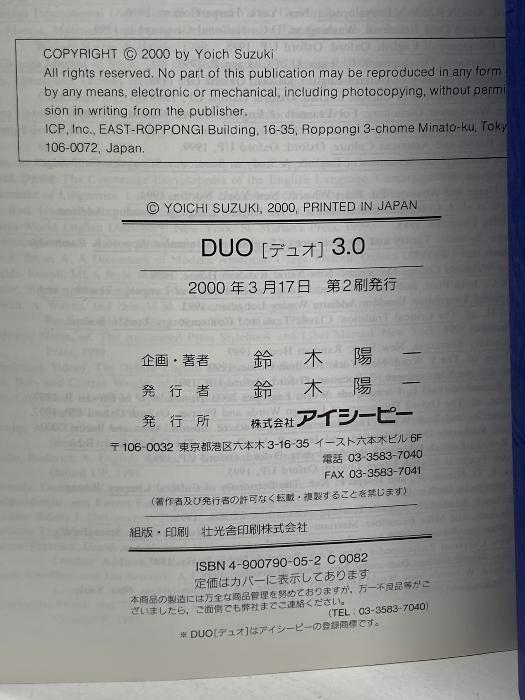 COPYRIGHT © 2000 by Yoich Suzuki
All rights reserved. No part of this publication may be reproduced in any form
by any means, electronic or mechanical, including photocopying, without permi
sion in writing from the publisher.
ICP, Inc., EAST-ROPPONGI Building, 16-35, Roppongi 3-chome Minato-ku, Toky
106-0072, Japan.
© YOICHI SUZUKI, 2000, PRINTED IN JAPAN
DUO [デュオ] 3.0
2000年3月17日 第2刷発行
企画・著者 鈴木陽一
発行者 鈴木陽一
発行所 株式会社アイシーピー
〒106-0032 東京都港区六本木3-16-35 イースト六本木ビル 6F
電話 03-3583-7040
FAX 03-3583-7041
(著作者及び発行者の許可なく転載・複製することを禁じます)
組版・印刷 壮光舎印刷株式会社
ISBN 4-900790-05-2 C0082
定価はカバーに表示してあります
本商品の製造には万全な商品管理を努めておりますが，万一不良品等がご
ざいましたら，ご面倒でも弊社までご連絡ください。
(TEL：03-3583-7040)
※ DUO[デュオ]はアイシーピーの登録商標です。